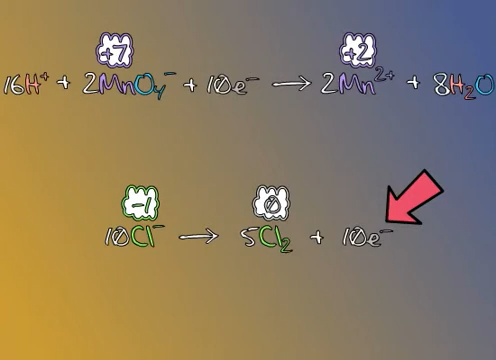 +7 +2
16H⁺ + 2MnO₄⁻ + 10e⁻ → 2Mn²⁺ + 8H₂O
-1 0
10Cl⁻ → 5Cl₂ + 10e⁻